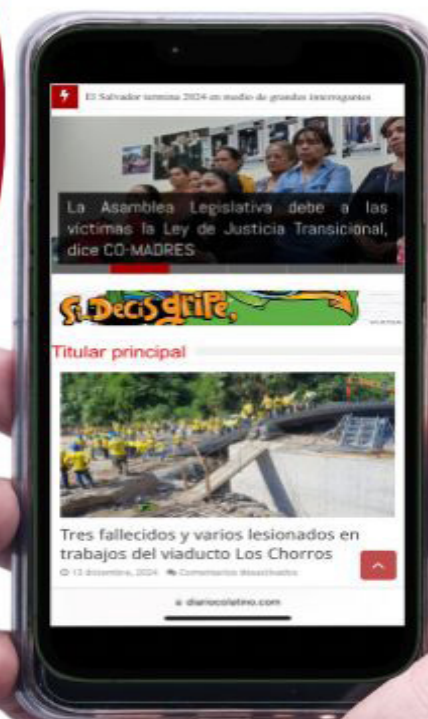 El Salvador termina 2024 en medio de grandes interrogantes
La Asamblea Legislativa debe a las
víctimas la Ley de Justicia Transicional,
dice CO-MADRES
Si Decís gripe,
Titular principal
Tres fallecidos y varios lesionados en
trabajos del viaducto Los Chorros
13 diciembre, 2024 Comentarios desactivados
diariocolatino.com